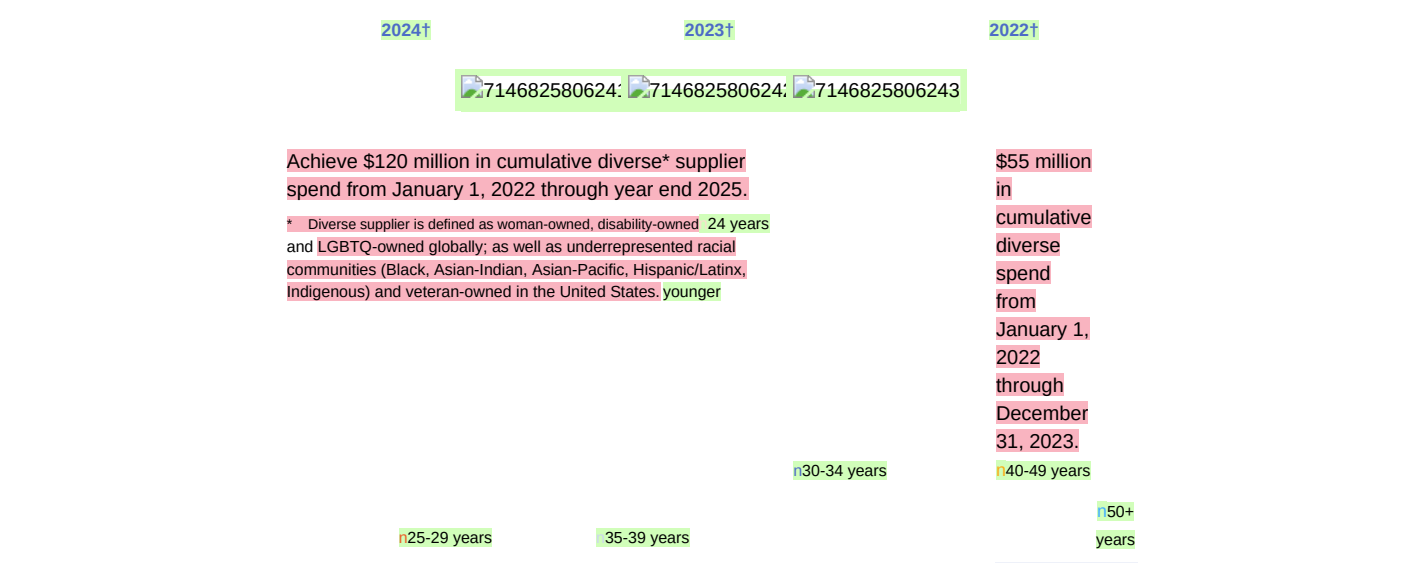 2024† 2023† 2022†
7146825806241 7146825806242 7146825806243
Achieve $120 million in cumulative diverse* supplier
spend from January 1, 2022 through year end 2025.
* Diverse supplier is defined as woman-owned, disability-owned 24 years
and LGBTQ-owned globally; as well as underrepresented racial
communities (Black, Asian-Indian, Asian-Pacific, Hispanic/Latinx,
Indigenous) and veteran-owned in the United States. younger
$55 million
in
cumulative
diverse
spend
from
January 1,
2022
through
December
31, 2023.
n30-34 years n40-49 years
n50+
years
n25-29 years n35-39 years